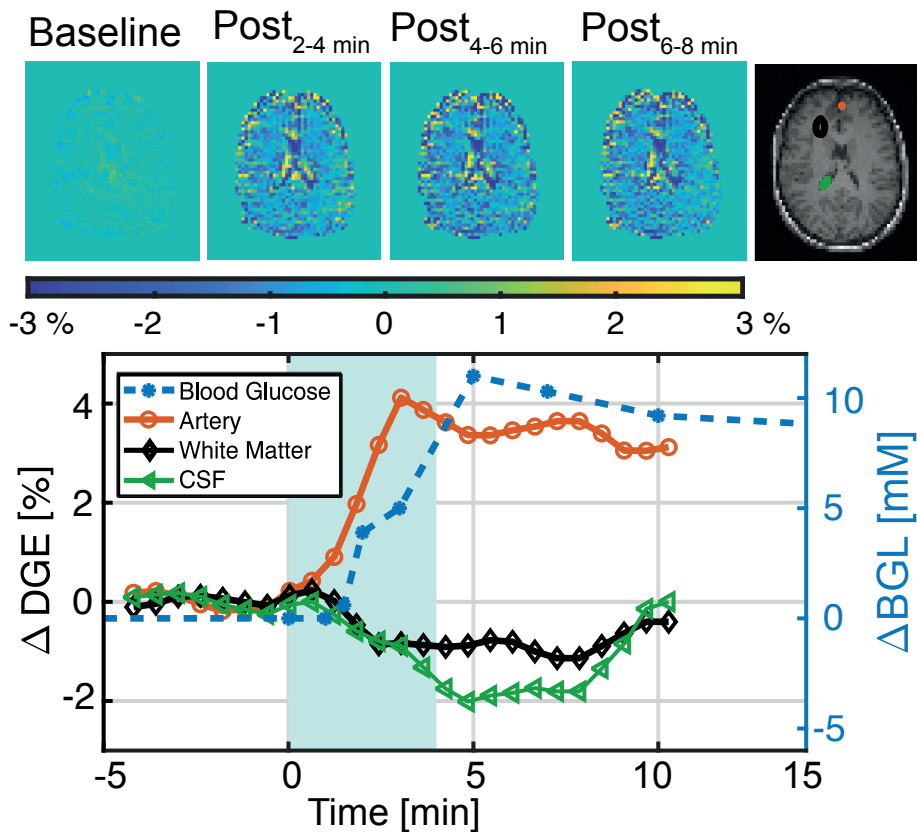 Baseline Post2-4 min Post4-6 min Post6-8 min
-3 % -2 -1 0 1 2 3 %
Blood Glucose
Artery
White Matter
CSF
4
2
0
-2
Δ DGE [%]
10
5
0
-5
ΔBGL [mM]
-5 0 5 10 15
Time [min]